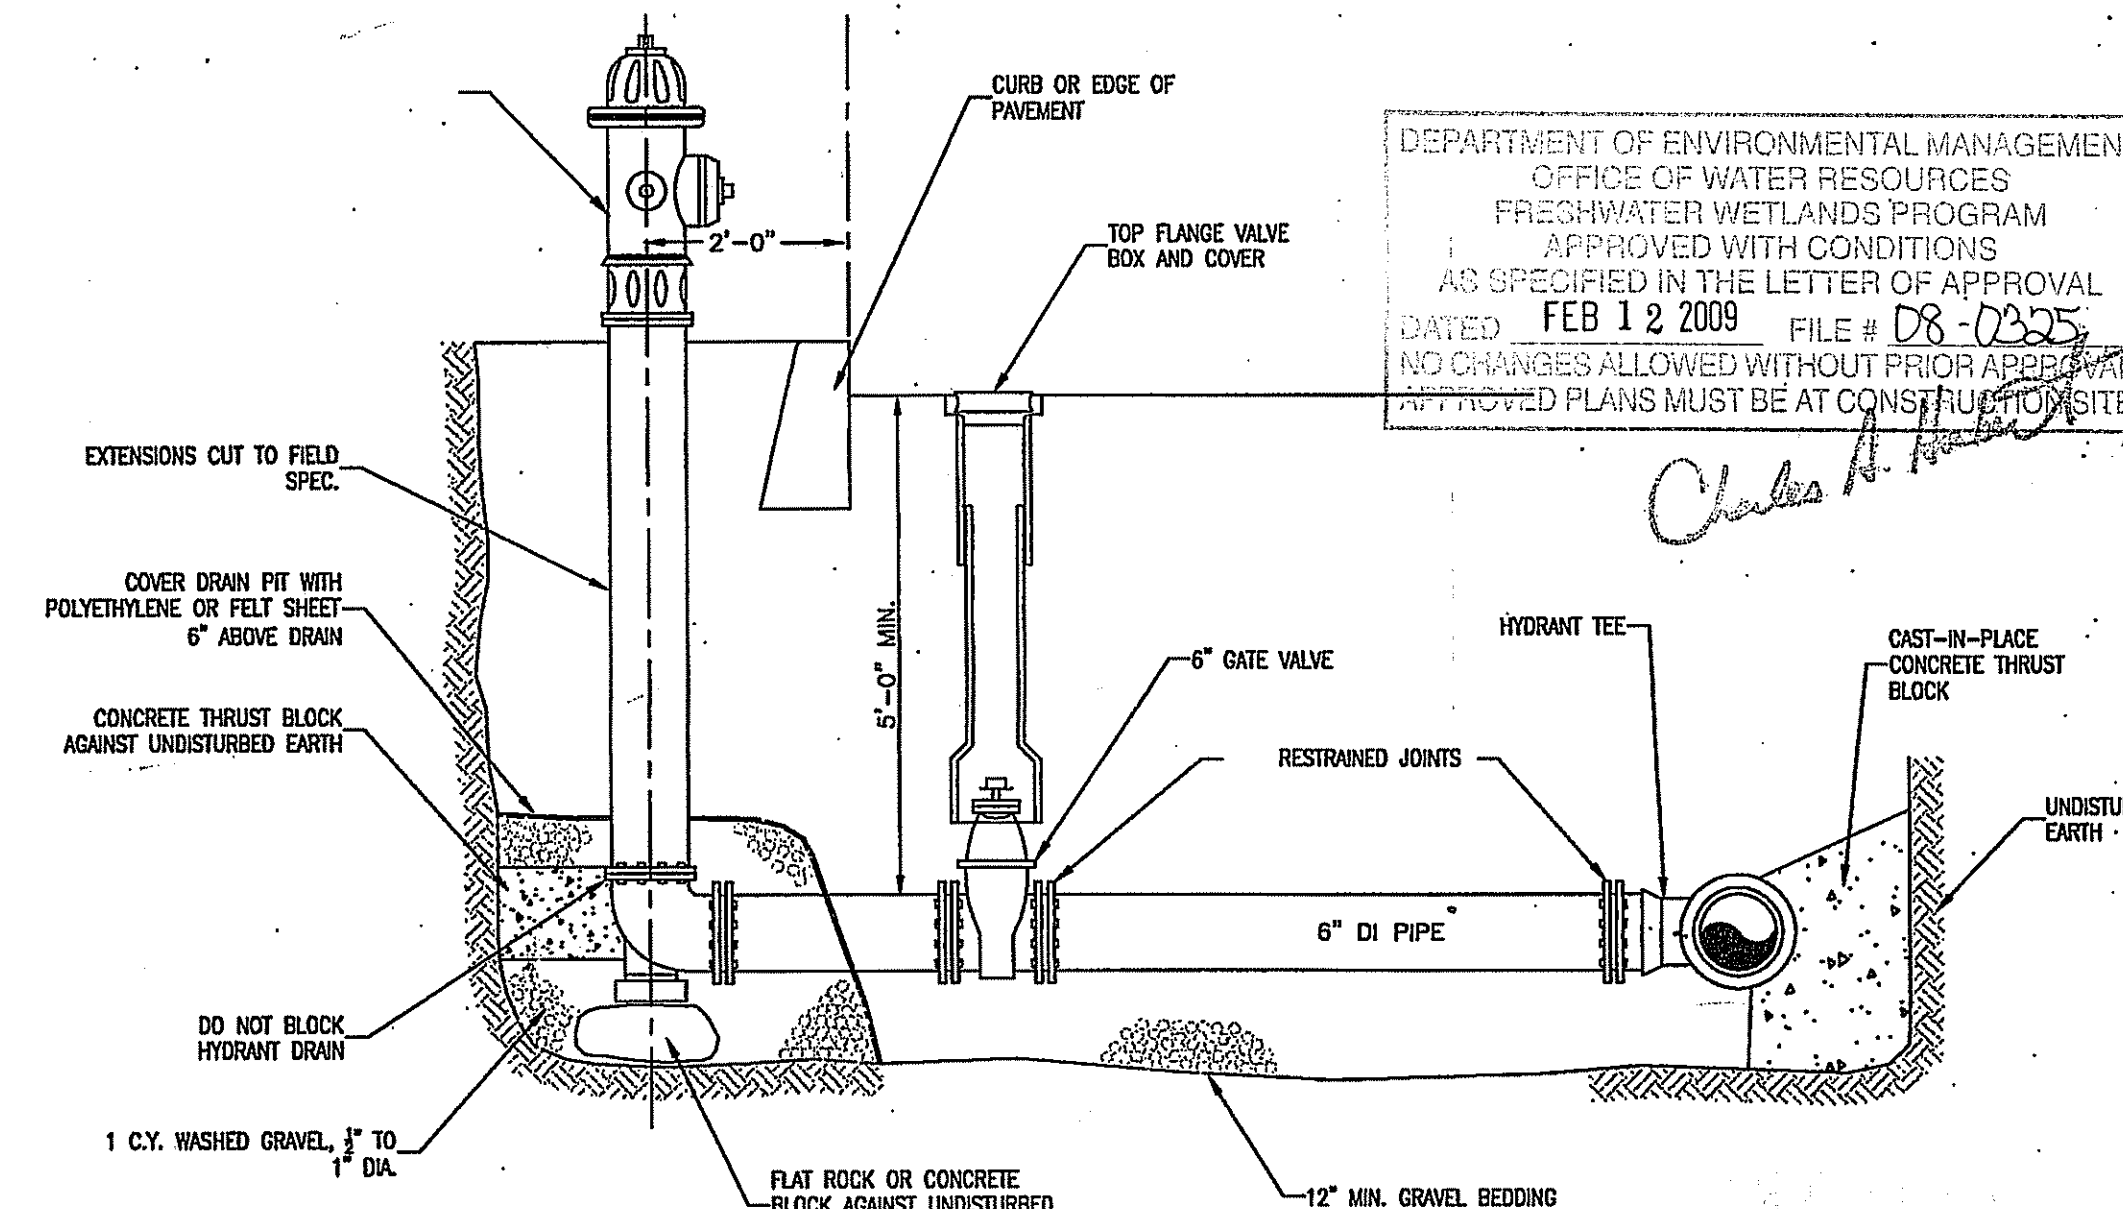 CURB OR EDGE OF
PAVEMENT
2'-0"
TOP FLANGE VALVE
BOX AND COVER
DEPARTMENT OF ENVIRONMENTAL MANAGEMEN
OFFICE OF WATER RESOURCES
FRESHWATER WETLANDS PROGRAM
APPROVED WITH CONDITIONS
AS SPECIFIED IN THE LETTER OF APPROVAL
DATED FEB 12 2009 FILE # 08-0325
NO CHANGES ALLOWED WITHOUT PRIOR APPROVAL
APPROVED PLANS MUST BE AT CONSTRUCTION SITE
Charles A.
EXTENSIONS CUT TO FIELD
SPEC.
COVER DRAIN PIT WITH
POLYETHYLENE OR FELT SHEET
6" ABOVE DRAIN
5'-0" MIN.
6" GATE VALVE
HYDRANT TEE
CAST-IN-PLACE
CONCRETE THRUST
BLOCK
CONCRETE THRUST BLOCK
AGAINST UNDISTURBED EARTH
RESTRAINED JOINTS
UNDISTU
EARTH
6" DI PIPE
DO NOT BLOCK
HYDRANT DRAIN
1 C.Y. WASHED GRAVEL, ½" TO
1" DIA.
FLAT ROCK OR CONCRETE
BLOCK AGAINST UNDISTURBED
12" MIN. GRAVEL BEDDING